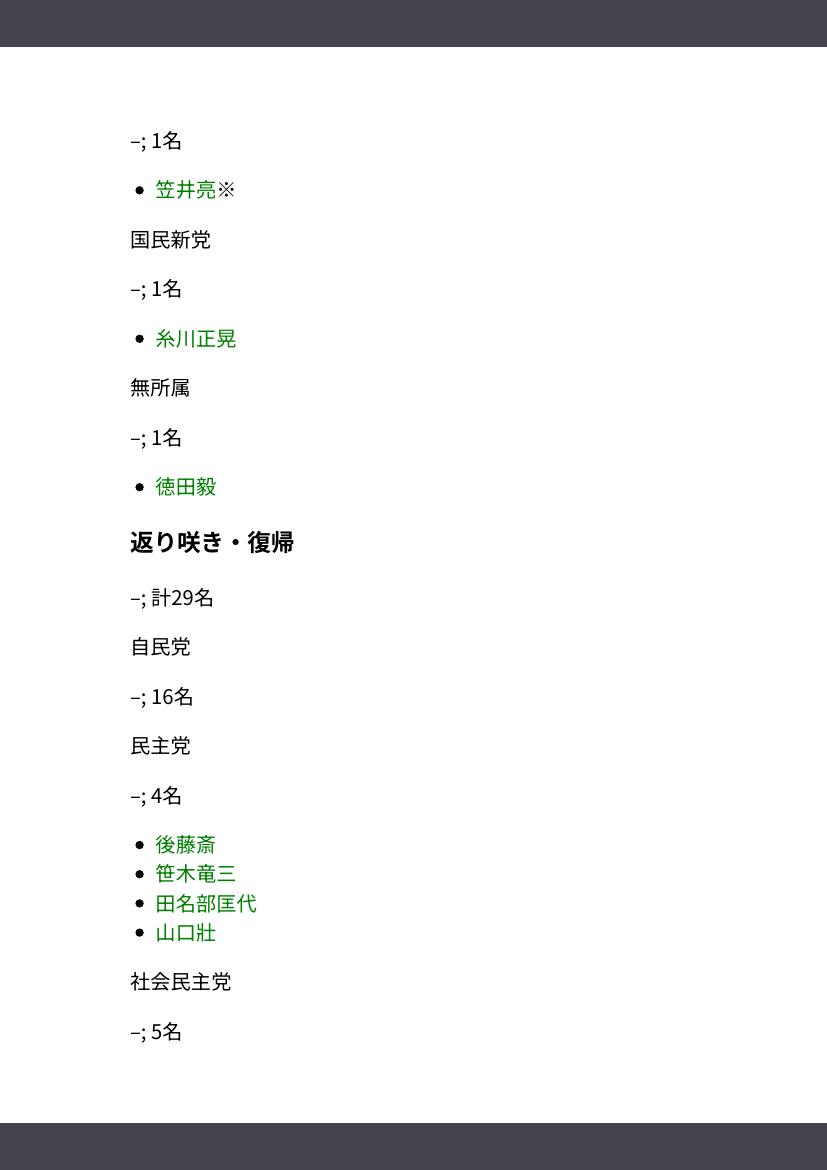 –; 1名
• 笠井亮※
国民新党
–; 1名
• 糸川正晃
無所属
–; 1名
• 徳田毅
返り咲き・復帰
–; 計29名
自民党
–; 16名
民主党
–; 4名
• 後藤斎
• 笹木竜三
• 田名部匡代
• 山口壯
社会民主党
–; 5名